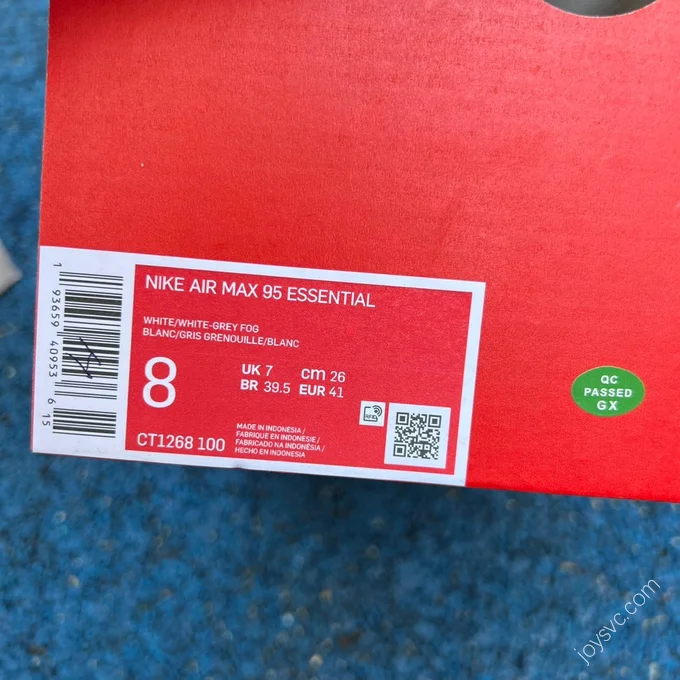 NIKE AIR MAX 95 ESSENTIAL
WHITE/WHITE-GREY FOG
BLANC/GRIS GRENOUILLE/BLANC
8
UK 7 cm 26
BR 39.5 EUR 41
CT1268 100
MADE IN INDONESIA/
FABRIQUE EN INDONESIE/
FABRICADO NA INDONÉSIA/
HECHO EN INDONESIA
1 93659 40953 6 15
RFID
QC
PASSED
GX
joysvc.com